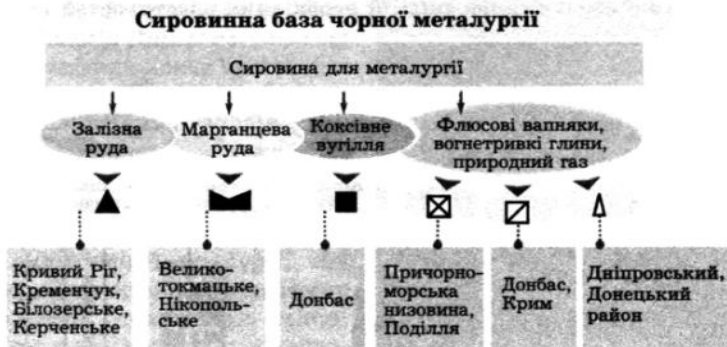 Сировинна база чорної металургії
Сировина для металургії
Залізна
руда
Марганцева
руда
Коксівне
вугілля
Флюсові вапняки,
вогнетривкі глини,
природний газ
Кривий Ріг,
Кременчук,
Білозерське,
Керченське
Велико-
токмацьке,
Нікополь-
ське
Донбас
Причорно-
морська
низовина,
Поділля
Донбас,
Крим
Дніпровський,
Донецький
район